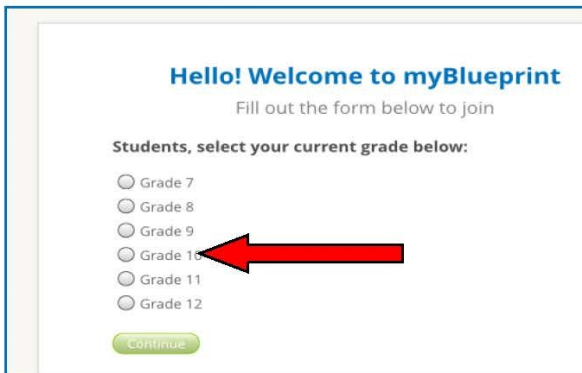 Hello! Welcome to myBlueprint
Fill out the form below to join
Students, select your current grade below:
Grade 7
Grade 8
Grade 9
Grade 10
Grade 11
Grade 12
Continue